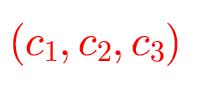 (c₁, c₂, c₃)